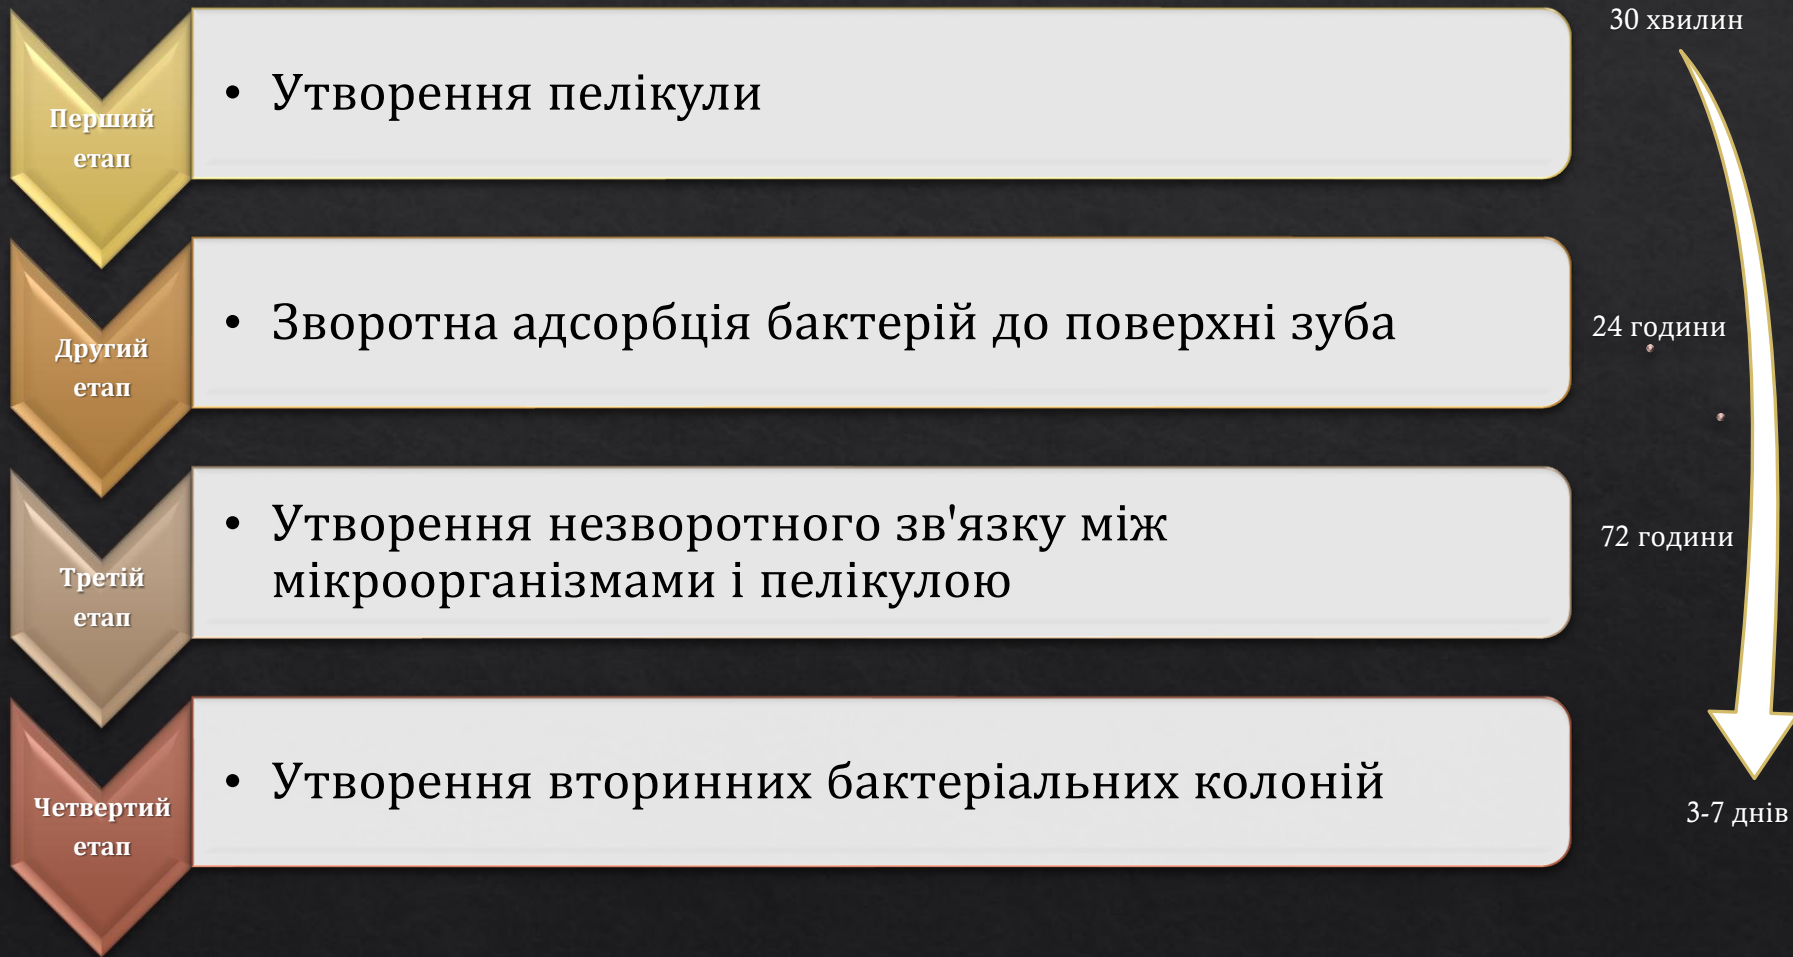 Перший
етап
• Утворення пелікули
30 хвилин
Другий
етап
• Зворотна адсорбція бактерій до поверхні зуба
24 години
Третій
етап
• Утворення незворотного зв'язку між
мікроорганізмами і пелікулою
72 години
Четвертий
етап
• Утворення вторинних бактеріальних колоній
3-7 днів